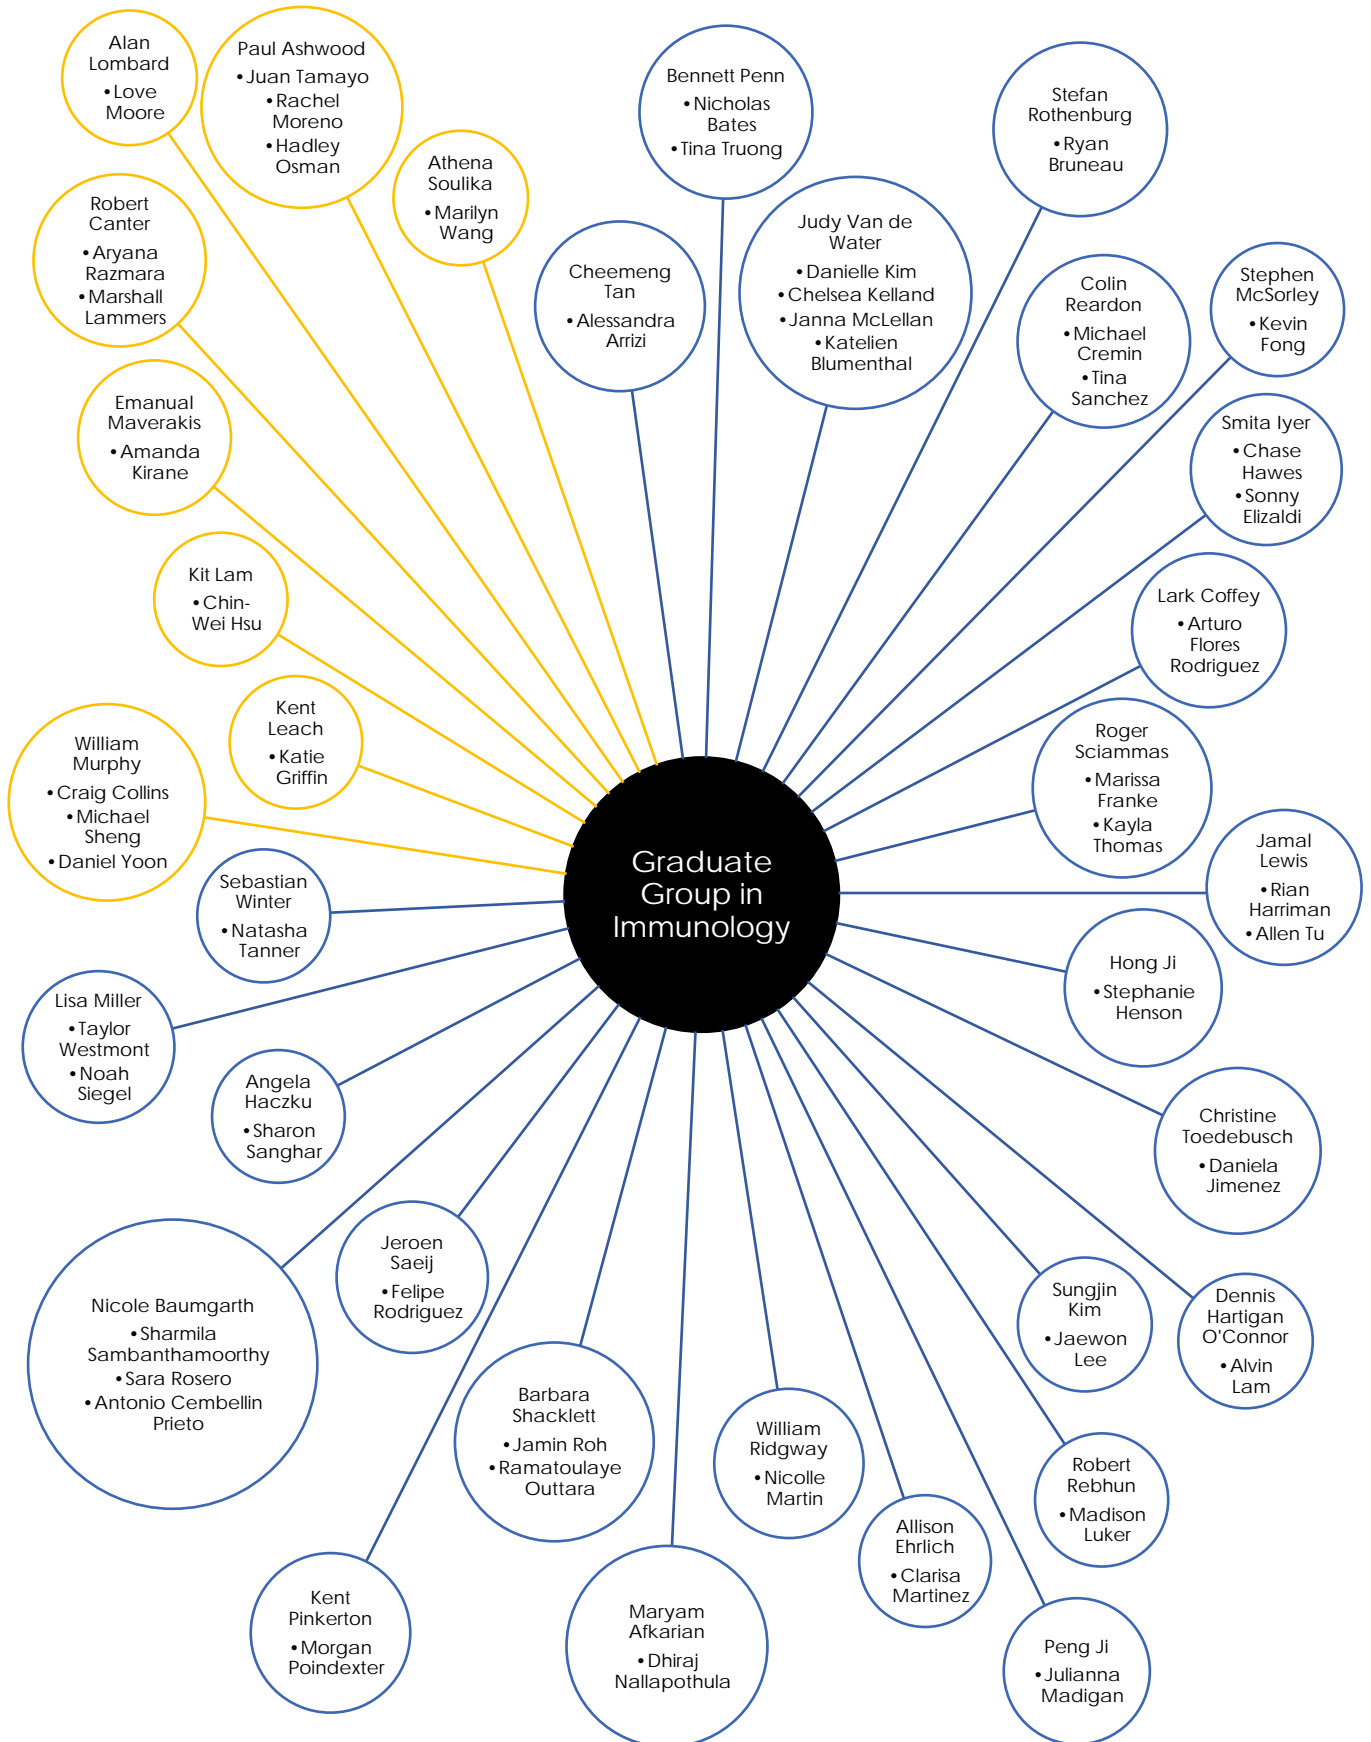 Alan
Lombard
•Love
Moore
Paul Ashwood
•Juan Tamayo
•Rachel
Moreno
•Hadley
Osman
Athena
Soulika
•Marilyn
Wang
Robert
Canter
•Aryana
Razmara
•Marshall
Lammers
Emanual
Maverakis
•Amanda
Kirane
Kit Lam
•Chin-
Wei Hsu
Kent
Leach
•Katie
Griffin
William
Murphy
•Craig Collins
•Michael
Sheng
•Daniel Yoon
Bennett Penn
•Nicholas
Bates
•Tina Truong
Cheemeng
Tan
•Alessandra
Arrizi
Judy Van de
Water
•Danielle Kim
•Chelsea Kelland
•Janna McLellan
•Katelien
Blumenthal
Stefan
Rothenburg
•Ryan
Bruneau
Colin
Reardon
•Michael
Cremin
•Tina
Sanchez
Stephen
McSorley
•Kevin
Fong
Smita Iyer
•Chase
Hawes
•Sonny
Elizaldi
Lark Coffey
•Arturo
Flores
Rodriguez
Roger
Sciammas
•Marissa
Franke
•Kayla
Thomas
Jamal
Lewis
•Rian
Harriman
•Allen Tu
Graduate
Group in
Immunology
Hong Ji
•Stephanie
Henson
Christine
Toedebusch
•Daniela
Jimenez
Dennis
Hartigan
O'Connor
•Alvin
Lam
Sungjin
Kim
•Jaewon
Lee
Robert
Rebhun
•Madison
Luker
Peng Ji
•Julianna
Madigan
Allison
Ehrlich
•Clarisa
Martinez
William
Ridgway
•Nicolle
Martin
Maryam
Afkarian
•Dhiraj
Nallapothula
Barbara
Shacklett
•Jamin Roh
•Ramatoulaye
Outtara
Kent
Pinkerton
•Morgan
Poindexter
Jeroen
Saeij
•Felipe
Rodriguez
Nicole Baumgarth
•Sharmila
Sambanthamoorthy
•Sara Rosero
•Antonio Cembellin
Prieto
Angela
Haczku
•Sharon
Sanghar
Lisa Miller
•Taylor
Westmont
•Noah
Siegel
Sebastian
Winter
•Natasha
Tanner